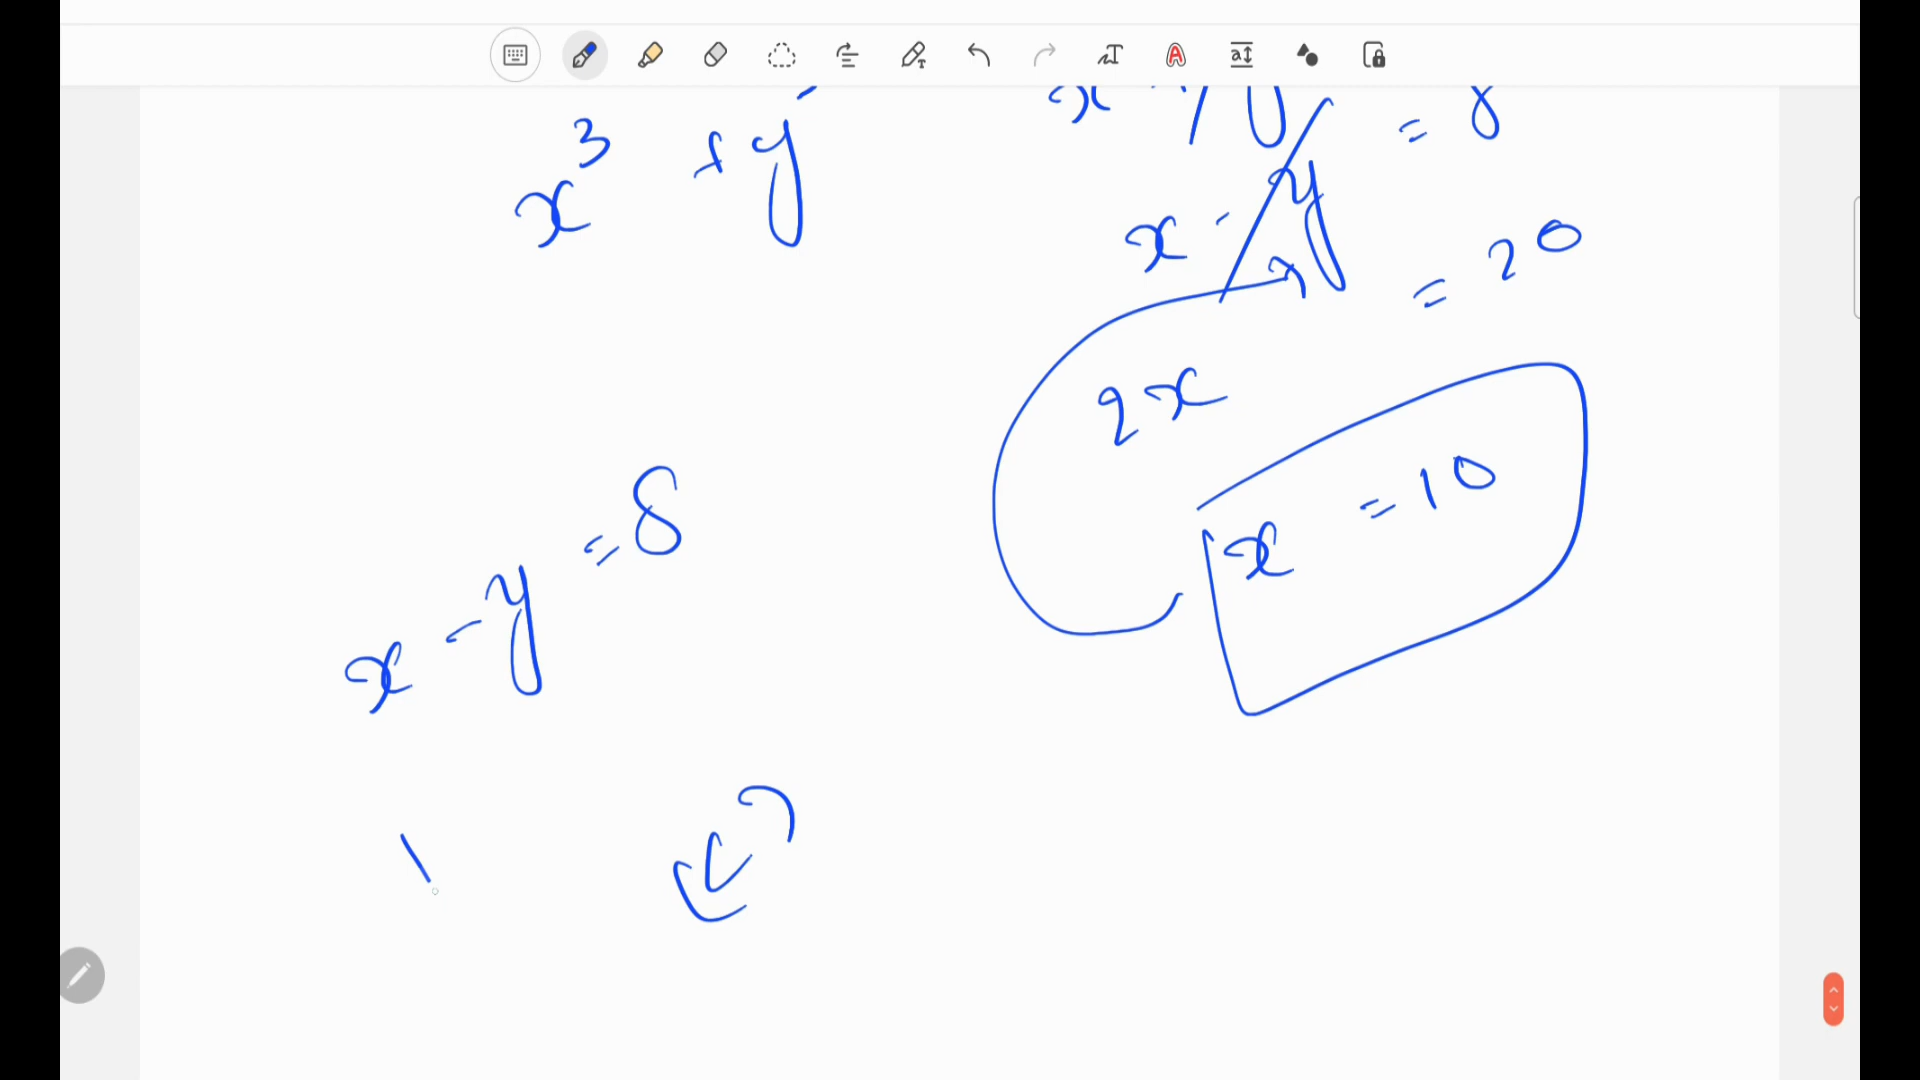 x³ + y
= 8
x - y
= 20
2x
x = 10
x - y = 8